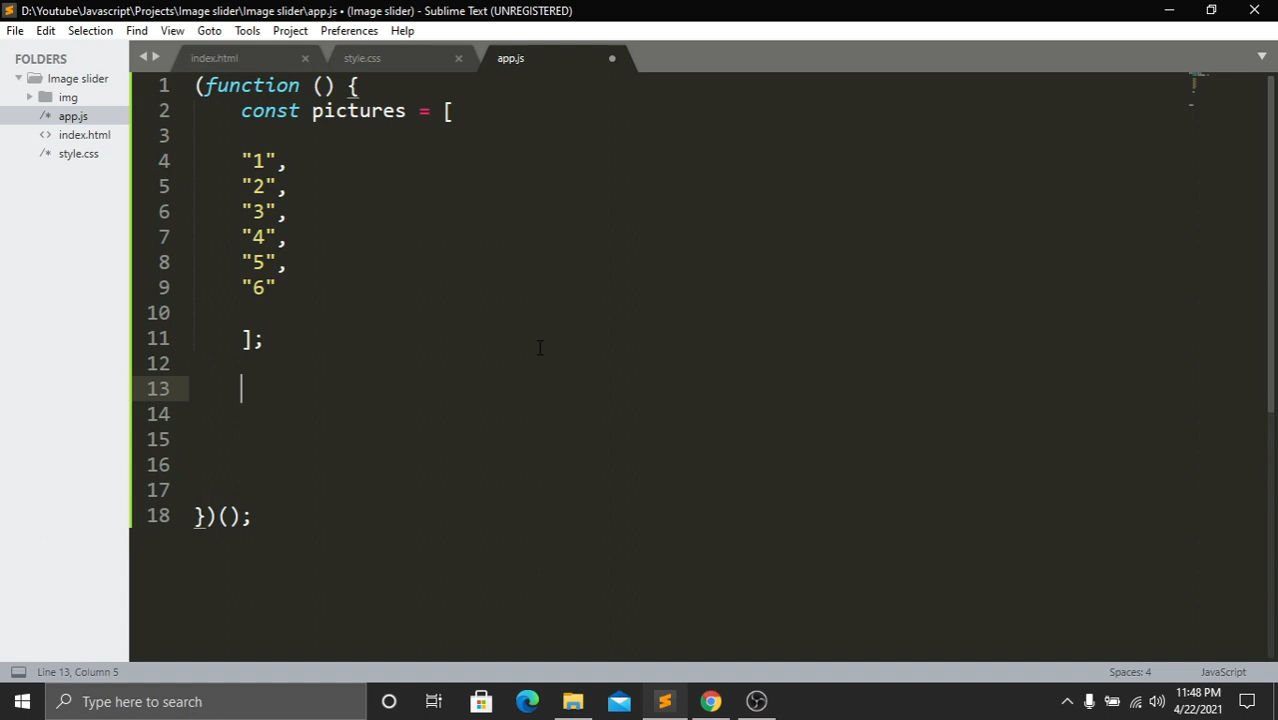 D:\Youtube\Javascript\Projects\Image slider\Image slider\app.js • (Image slider) - Sublime Text (UNREGISTERED)
File Edit Selection Find View Goto Tools Project Preferences Help
FOLDERS
Image slider
img
app.js
index.html
style.css
index.html style.css app.js
1 (function () {
2 const pictures = [
3
4 "1",
5 "2",
6 "3",
7 "4",
8 "5",
9 "6"
10
11 ];
12
13
14
15
16
17
18 })();
Line 13, Column 5 Spaces: 4 JavaScript
Type here to search
11:48 PM
4/22/2021